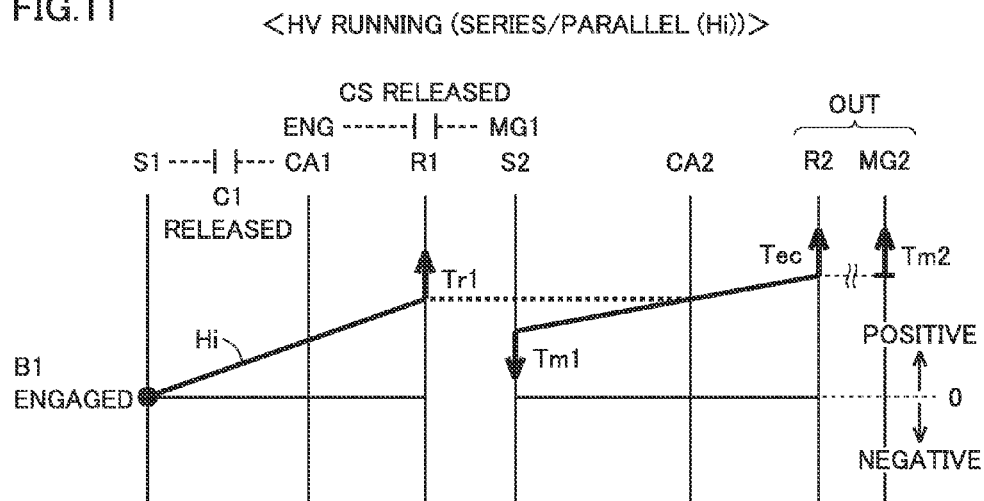 FIG.11
<HV RUNNING (SERIES/PARALLEL (Hi))>
CS RELEASED
OUT
ENG MG1
S1 CA1 R1 S2 CA2 R2 MG2
C1
RELEASED
Tr1 Tec Tm2
Hi
POSITIVE
Tm1
B1
ENGAGED
0
NEGATIVE